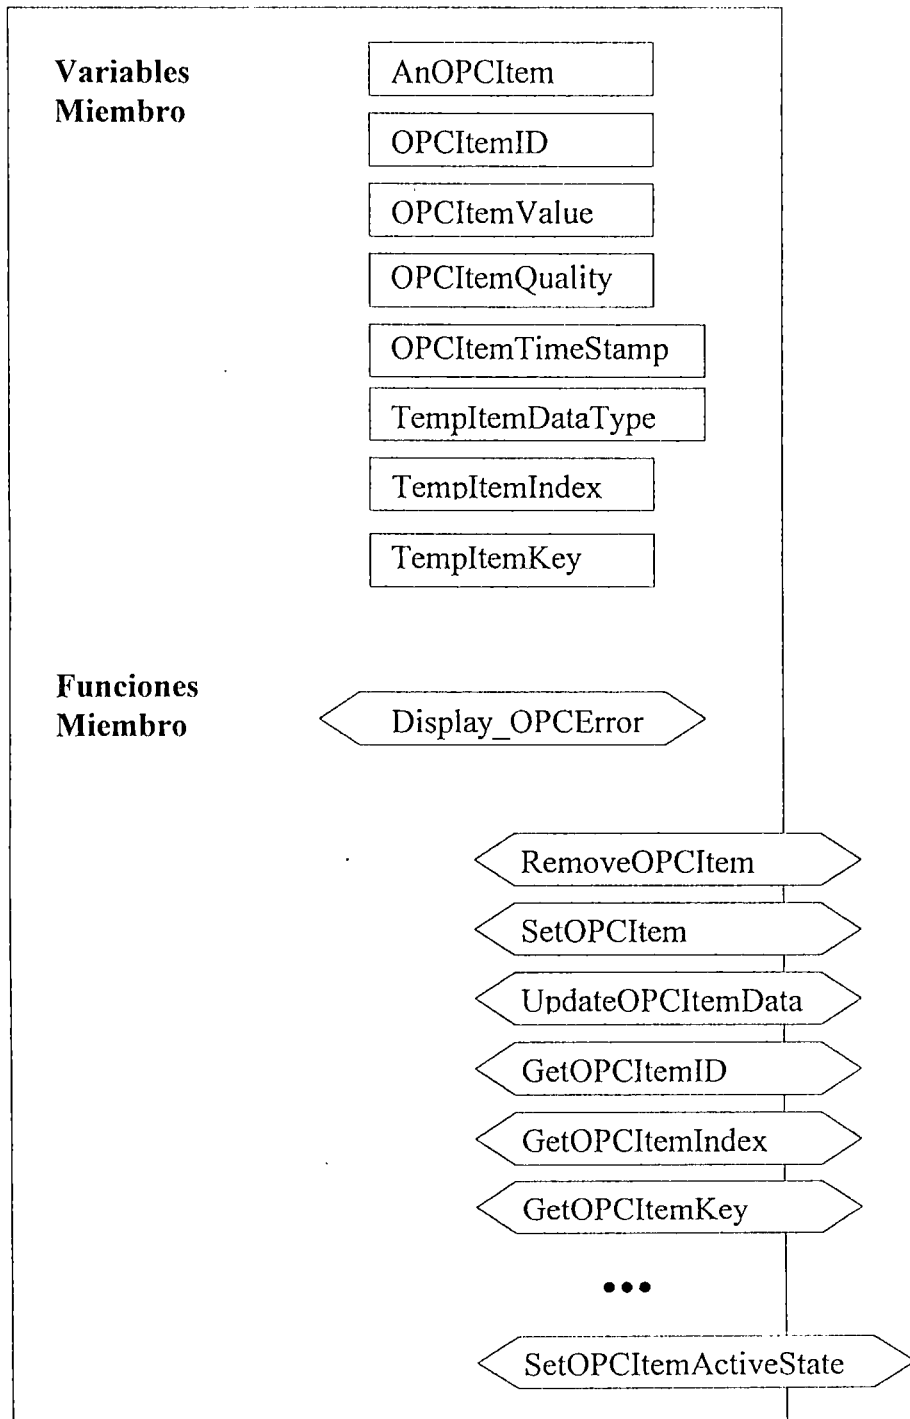 Variables
Miembro
AnOPCItem
OPCItemID
OPCItemValue
OPCItemQuality
OPCItemTimeStamp
TempItemDataType
TempItemIndex
TempItemKey
Funciones
Miembro
Display_OPCError
RemoveOPCItem
SetOPCItem
UpdateOPCItemData
GetOPCItemID
GetOPCItemIndex
GetOPCItemKey
•••
SetOPCItemActiveState